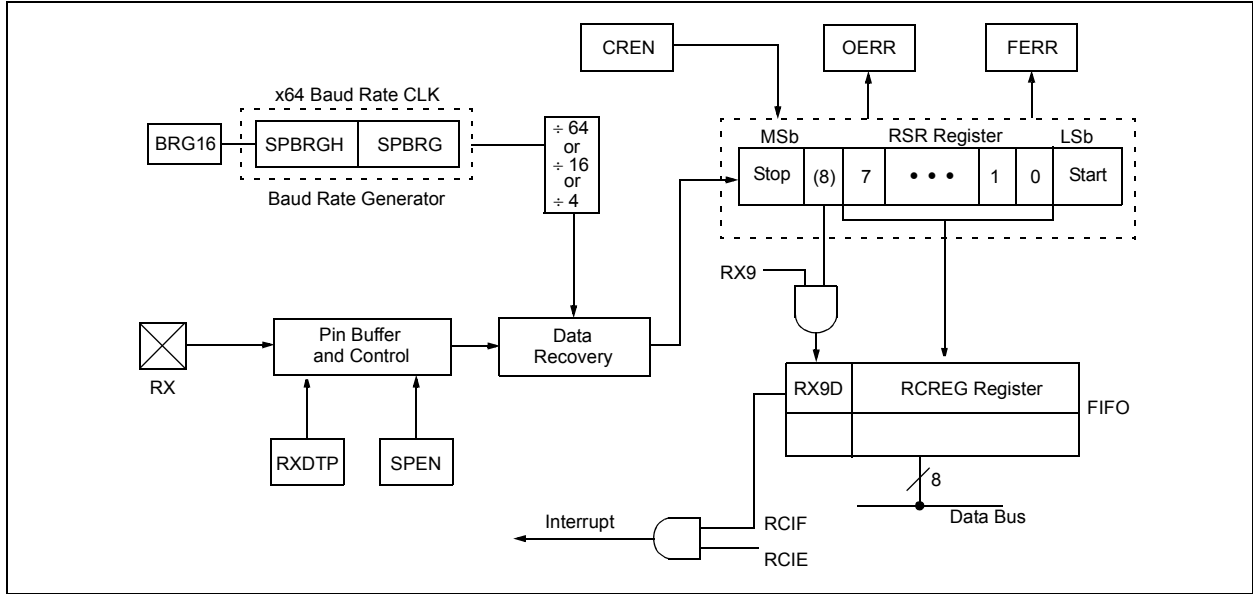 CREN
OERR
FERR
x64 Baud Rate CLK
BRG16
SPBRGH
SPBRG
Baud Rate Generator
÷ 64
or
÷ 16
or
÷ 4
MSb
RSR Register
LSb
Stop
(8)
7
• • •
1
0
Start
RX9
RX
Pin Buffer
and Control
Data
Recovery
RXDTP
SPEN
RX9D
RCREG Register
FIFO
8
Data Bus
Interrupt
RCIF
RCIE